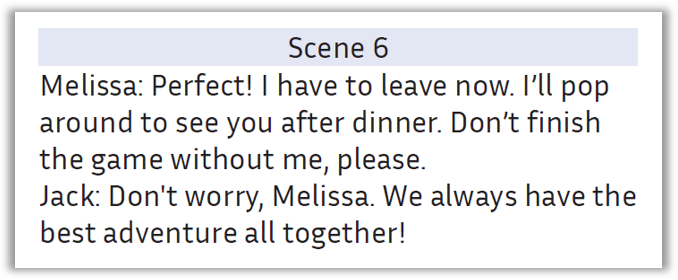 Scene 6
Melissa: Perfect! I have to leave now. I’ll pop
around to see you after dinner. Don’t finish
the game without me, please.
Jack: Don't worry, Melissa. We always have the
best adventure all together!